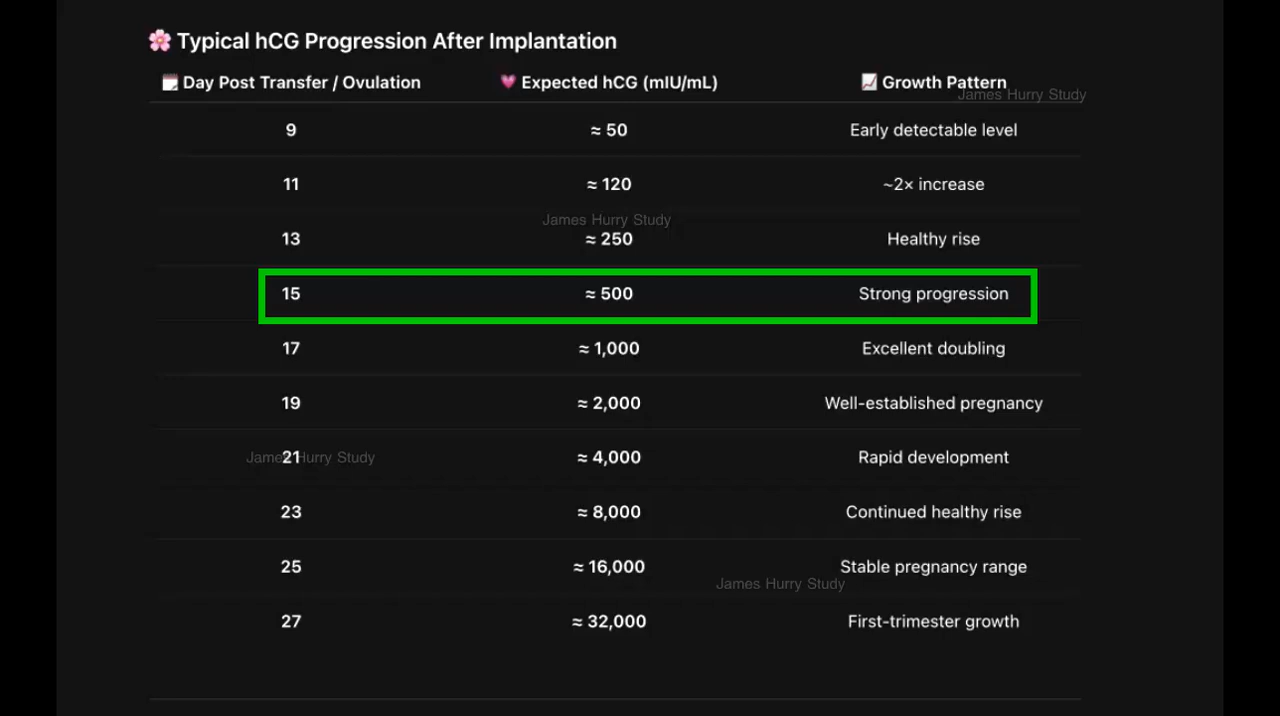 🌸 Typical hCG Progression After Implantation
🗓️ Day Post Transfer / Ovulation 💗 Expected hCG (mIU/mL) 📈 Growth Pattern
James Hurry Study
9 ≈ 50 Early detectable level
11 ≈ 120 ~2× increase
James Hurry Study
13 ≈ 250 Healthy rise
15 ≈ 500 Strong progression
17 ≈ 1,000 Excellent doubling
19 ≈ 2,000 Well-established pregnancy
21 ≈ 4,000 Rapid development
James Hurry Study
23 ≈ 8,000 Continued healthy rise
25 ≈ 16,000 Stable pregnancy range
James Hurry Study
27 ≈ 32,000 First-trimester growth